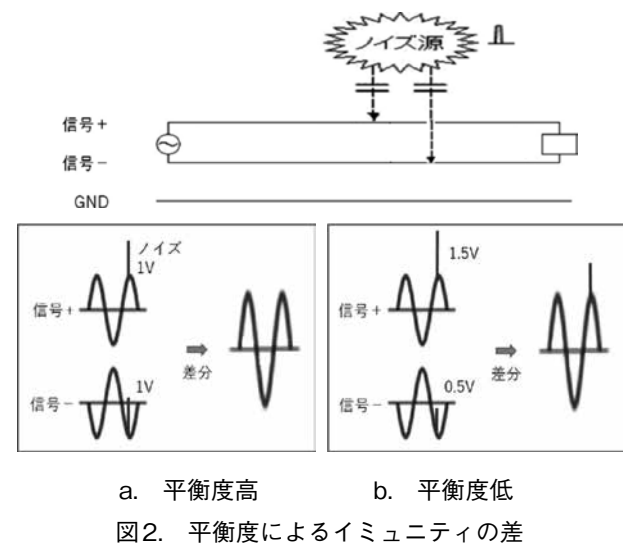 ノイズ源
信号+
信号-
GND
ノイズ
1V
信号+
差分
1V
信号-
1.5V
信号+
差分
0.5V
信号-
a. 平衡度高
b. 平衡度低
図2. 平衡度によるイミュニティの差